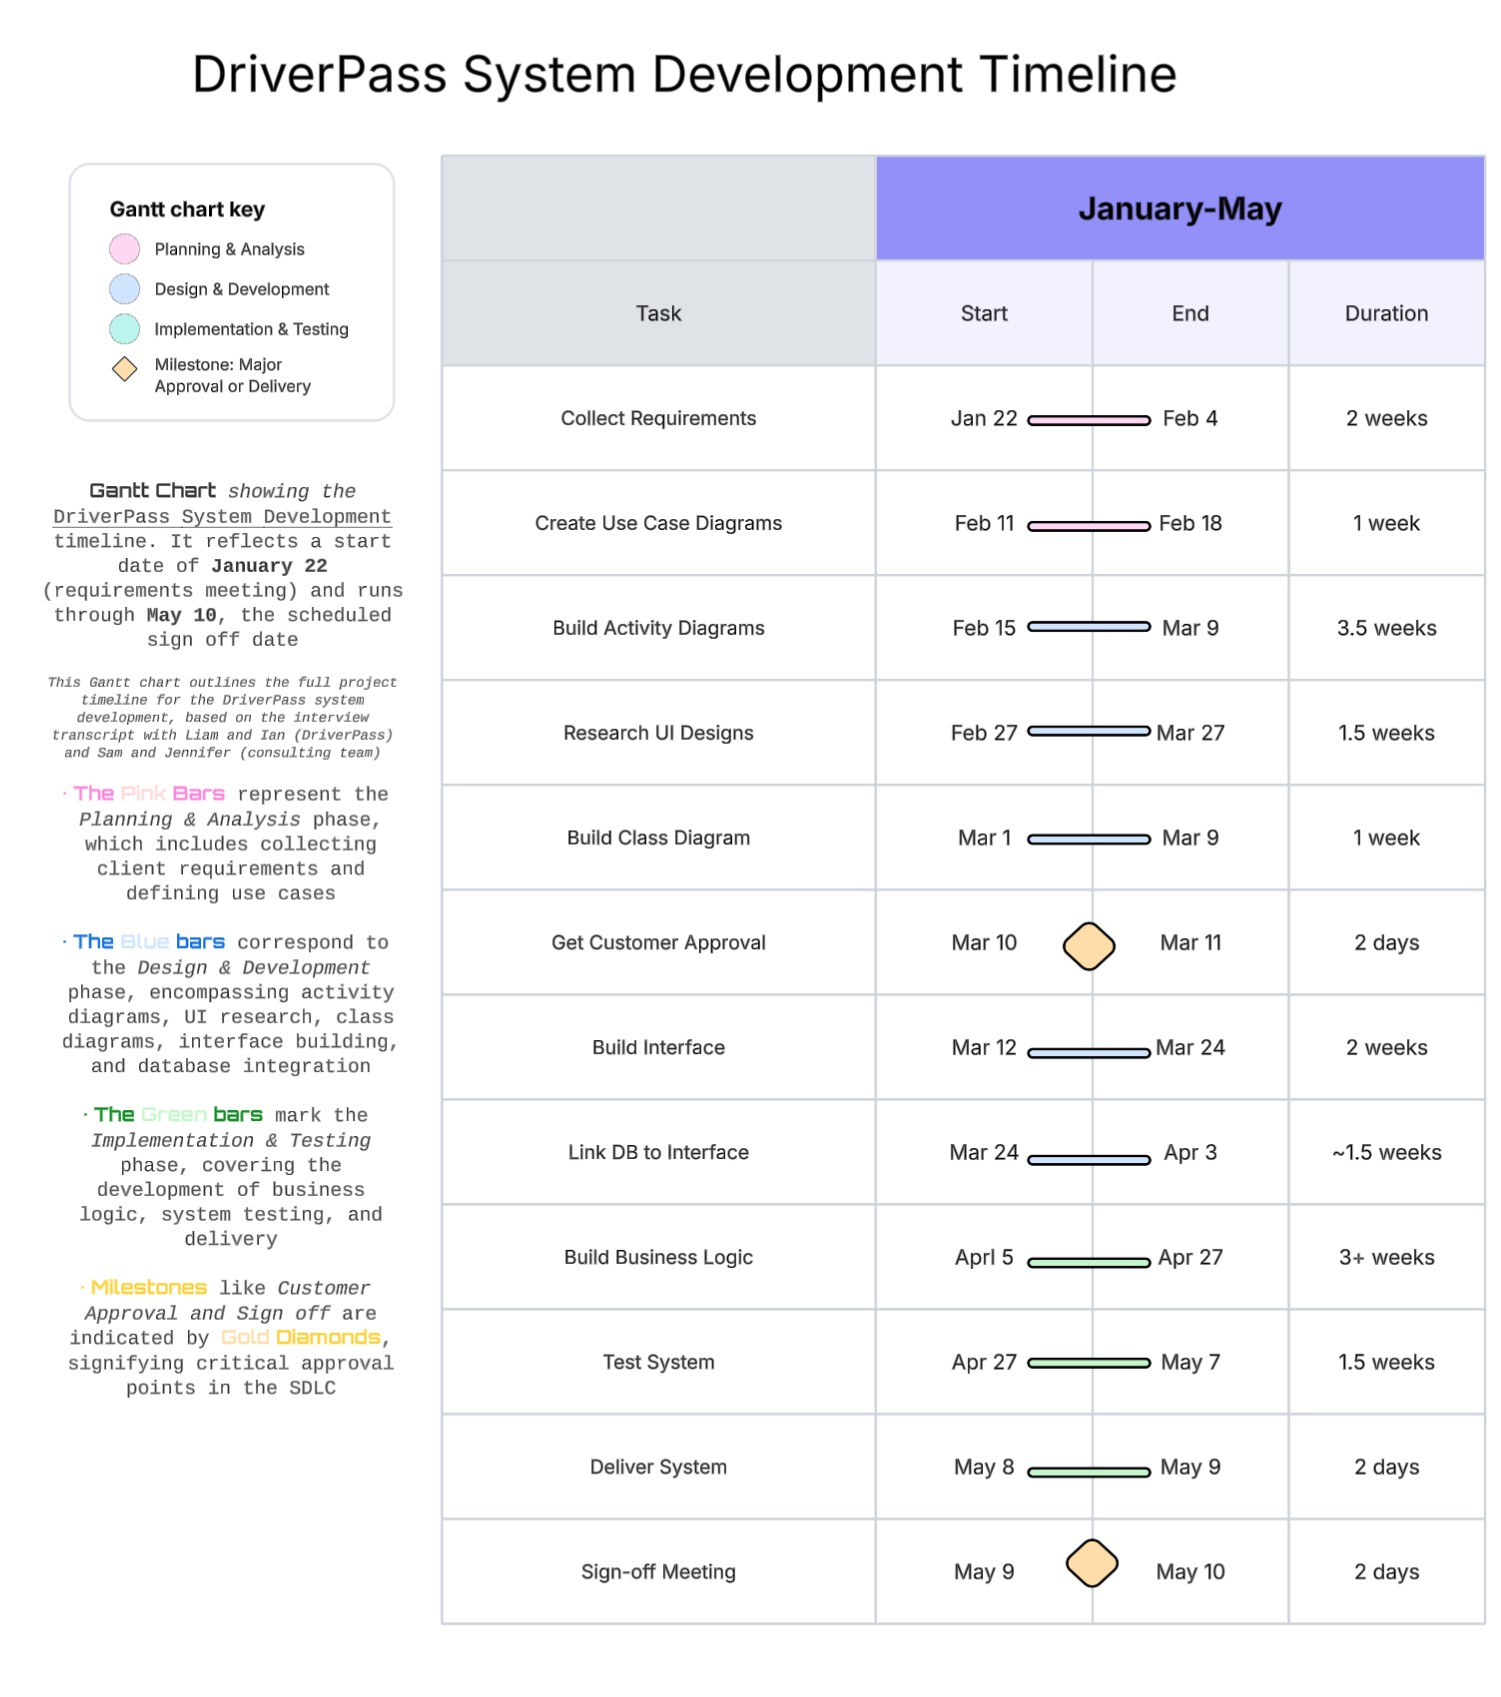 DriverPass System Development Timeline
Gantt chart key
Planning & Analysis
Design & Development
Implementation & Testing
Milestone: Major
Approval or Delivery
Gantt Chart showing the
DriverPass System Development
timeline. It reflects a start
date of January 22
(requirements meeting) and runs
through May 10, the scheduled
sign off date
This Gantt chart outlines the full project
timeline for the DriverPass system
development, based on the interview
transcript with Liam and Ian (DriverPass)
and Sam and Jennifer (consulting team)
· The Pink Bars represent the
Planning & Analysis phase,
which includes collecting
client requirements and
defining use cases
· The Blue bars correspond to
the Design & Development
phase, encompassing activity
diagrams, UI research, class
diagrams, interface building,
and database integration
· The Green bars mark the
Implementation & Testing
phase, covering the
development of business
logic, system testing, and
delivery
· Milestones like Customer
Approval and Sign off are
indicated by Gold Diamonds,
signifying critical approval
points in the SDLC
January-May
Task Start End Duration
Collect Requirements Jan 22 Feb 4 2 weeks
Create Use Case Diagrams Feb 11 Feb 18 1 week
Build Activity Diagrams Feb 15 Mar 9 3.5 weeks
Research UI Designs Feb 27 Mar 27 1.5 weeks
Build Class Diagram Mar 1 Mar 9 1 week
Get Customer Approval Mar 10 Mar 11 2 days
Build Interface Mar 12 Mar 24 2 weeks
Link DB to Interface Mar 24 Apr 3 ~1.5 weeks
Build Business Logic Aprl 5 Apr 27 3+ weeks
Test System Apr 27 May 7 1.5 weeks
Deliver System May 8 May 9 2 days
Sign-off Meeting May 9 May 10 2 days